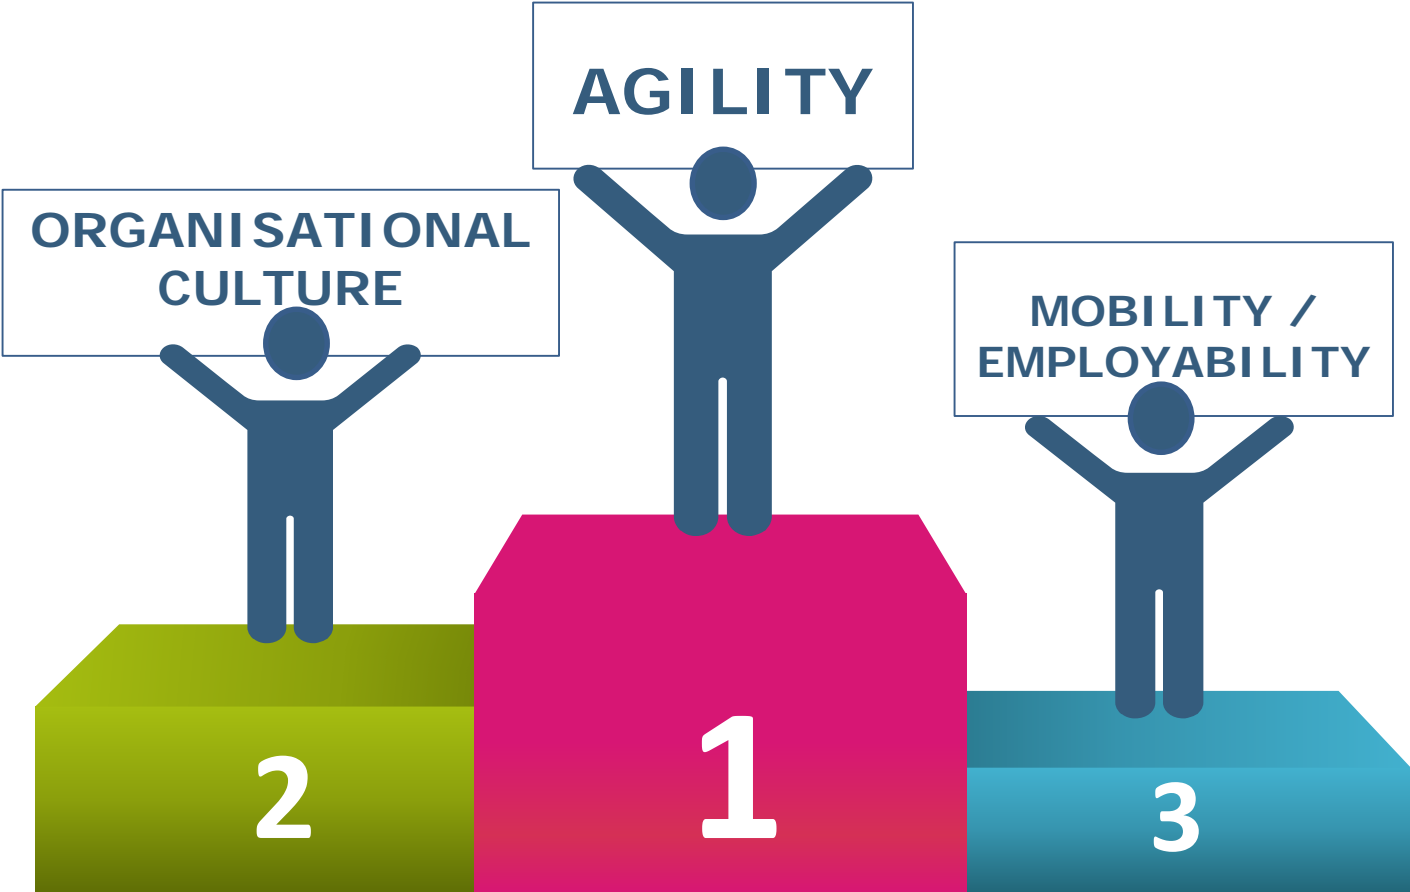 AGILITY
ORGANISATIONAL
CULTURE
MOBILITY /
EMPLOYABILITY
2
1
3